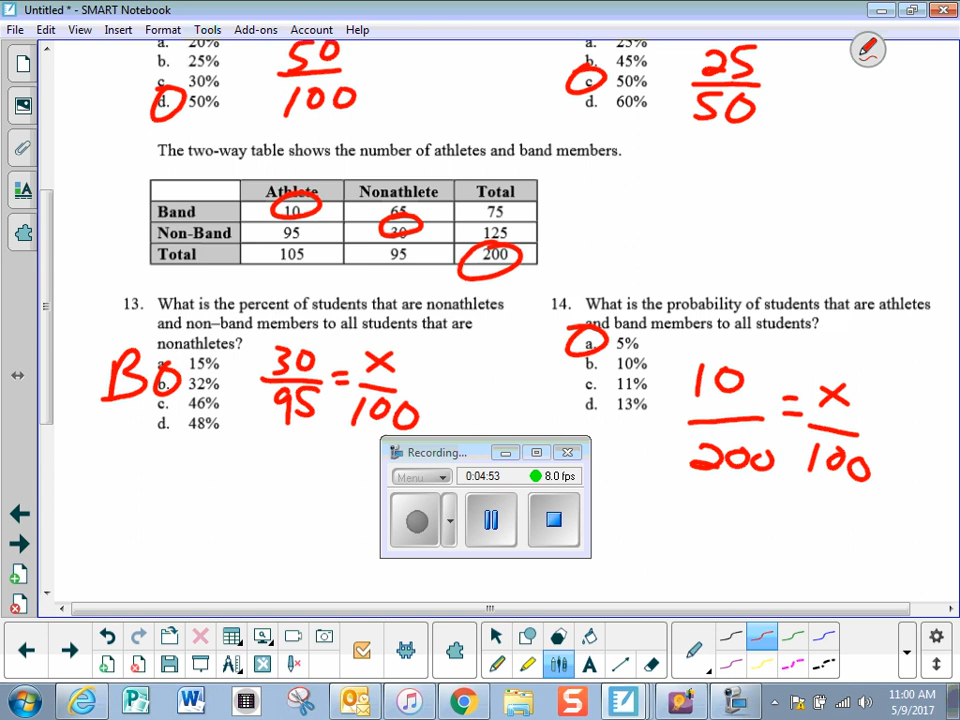 Untitled * - SMART Notebook
File Edit View Insert Format Tools Add-ons Account Help
a. 20%
b. 25%
c. 30%
d. 50%
50
100
a. 25%
b. 45%
c 50%
d. 60%
25
50
The two-way table shows the number of athletes and band members.
Athlete Nonathlete Total
Band 10 65 75
Non-Band 95 30 125
Total 105 95 200
13. What is the percent of students that are nonathletes
and non–band members to all students that are
nonathletes?
a. 15%
b. 32%
c. 46%
d. 48%
B
30 = x
95 100
14. What is the probability of students that are athletes
and band members to all students?
a. 5%
b. 10%
c. 11%
d. 13%
10 = x
200 100
Recording...
Menu 0:04:53 8.0 fps
11:00 AM
5/9/2017